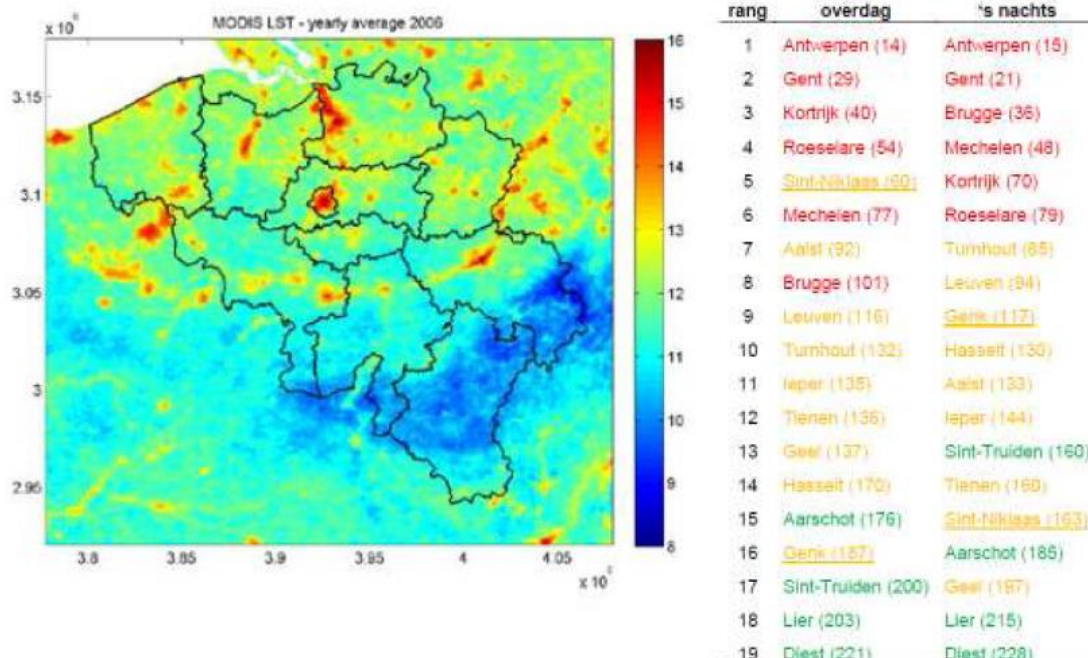 MODIS LST - yearly average 2006
x 10⁶
3.15
3.1
3.05
3
2.95
3.8 3.85 3.9 3.95 4 4.05
x 10⁶
16
15
14
13
12
11
10
9
8
rang overdag 's nachts
1 Antwerpen (14) Antwerpen (15)
2 Gent (29) Gent (21)
3 Kortrijk (40) Brugge (36)
4 Roeselare (54) Mechelen (48)
5 Sint-Niklaas (60) Kortrijk (70)
6 Mechelen (77) Roeselare (79)
7 Aalst (92) Turnhout (85)
8 Brugge (101) Leuven (94)
9 Leuven (116) Genk (117)
10 Turnhout (132) Hasselt (130)
11 Ieper (135) Aalst (133)
12 Tienen (136) Ieper (144)
13 Geel (137) Sint-Truiden (160)
14 Hasselt (170) Tienen (160)
15 Aarschot (176) Sint-Niklaas (163)
16 Genk (187) Aarschot (185)
17 Sint-Truiden (200) Geel (197)
18 Lier (203) Lier (215)
19 Diest (221) Diest (228)